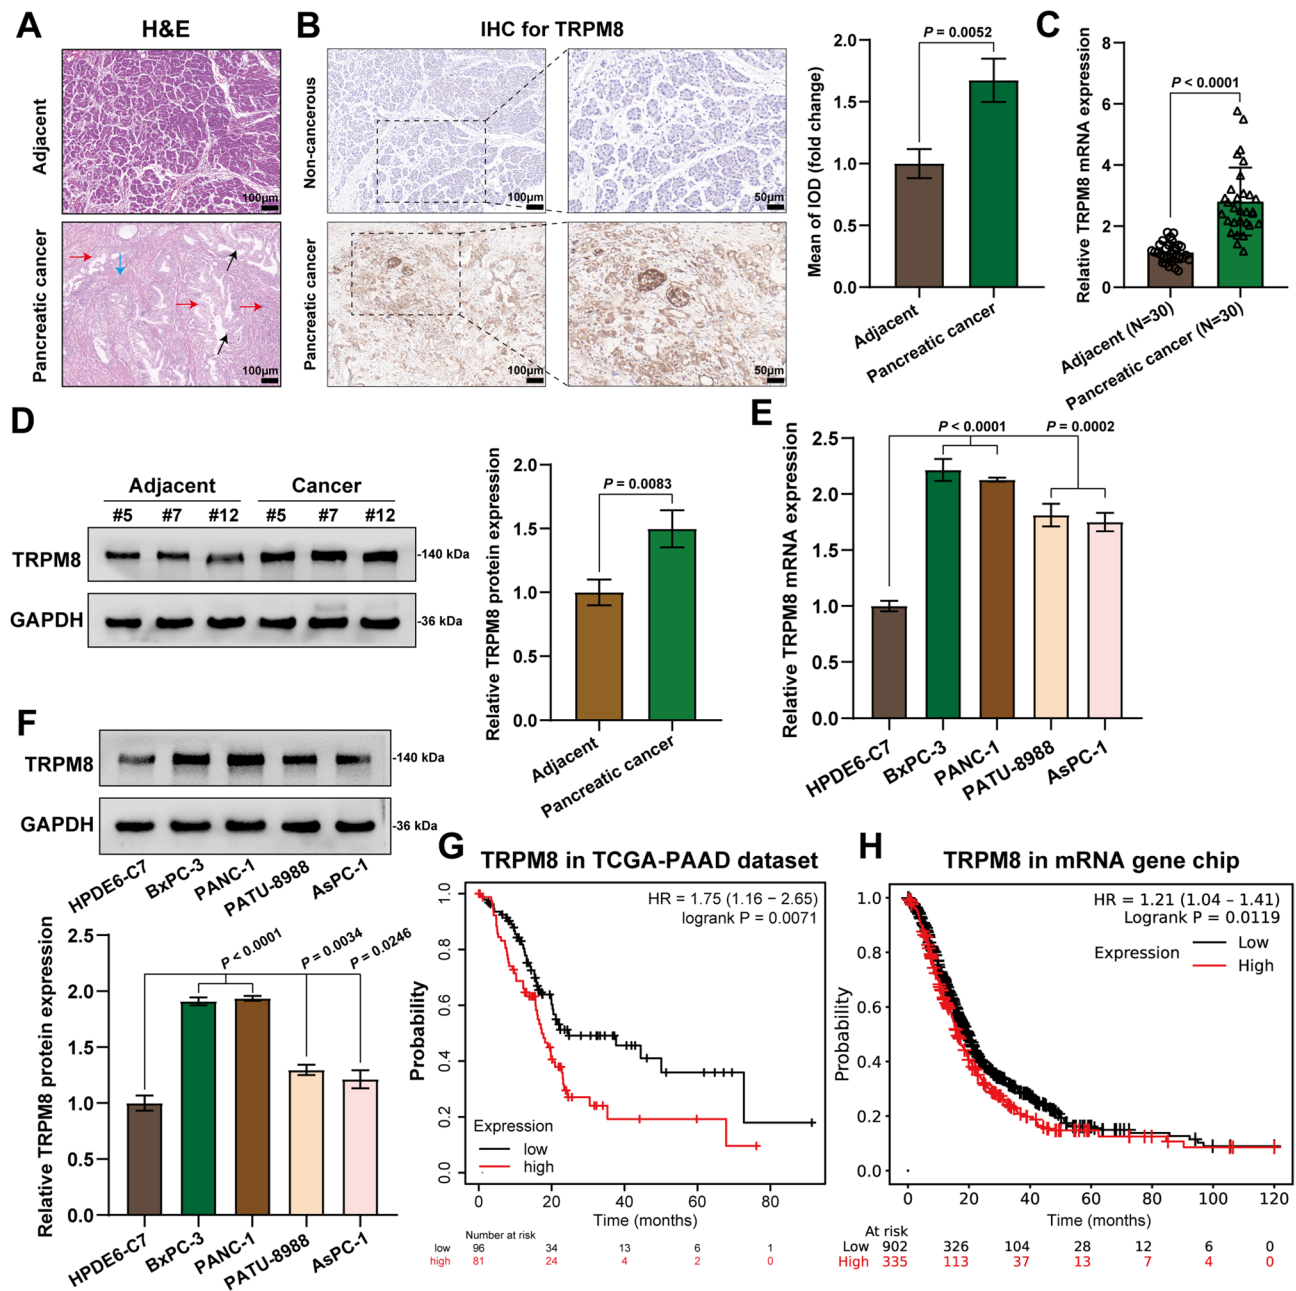 A
H&E
Adjacent
100μm
Pancreatic cancer
100μm
B
IHC for TRPM8
Non-cancerous
100μm
50μm
Pancreatic cancer
100μm
50μm
Mean of IOD (fold change)
2.0
1.5
1.0
0.5
0.0
P = 0.0052
Adjacent
Pancreatic cancer
C
Relative TRPM8 mRNA expression
8
6
4
2
0
P < 0.0001
Adjacent (N=30)
Pancreatic cancer (N=30)
D
Adjacent Cancer
#5 #7 #12 #5 #7 #12
TRPM8 -140 kDa
GAPDH -36 kDa
Relative TRPM8 protein expression
2.0
1.5
1.0
0.5
0.0
P = 0.0083
Adjacent
Pancreatic cancer
E
Relative TRPM8 mRNA expression
2.5
2.0
1.5
1.0
0.5
0.0
P < 0.0001 P = 0.0002
HPDE6-C7
BxPC-3
PANC-1
PATU-8988
AsPC-1
F
TRPM8 -140 kDa
GAPDH -36 kDa
HPDE6-C7
BxPC-3
PANC-1
PATU-8988
AsPC-1
Relative TRPM8 protein expression
2.5
2.0
1.5
1.0
0.5
0.0
P < 0.0001
P = 0.0034
P = 0.0246
HPDE6-C7
BxPC-3
PANC-1
PATU-8988
AsPC-1
G
TRPM8 in TCGA-PAAD dataset
HR = 1.75 (1.16 − 2.65)
logrank P = 0.0071
Probability
1.0
0.8
0.6
0.4
0.2
0.0
Expression
low
high
0 20 40 60 80
Time (months)
Number at risk
low 96 34 13 6 1
high 81 24 4 2 0
H
TRPM8 in mRNA gene chip
HR = 1.21 (1.04 – 1.41)
Logrank P = 0.0119
Expression
Low
High
Probability
1.0
0.8
0.6
0.4
0.2
0.0
0 20 40 60 80 100 120
Time (months)
At risk
Low 902 326 104 28 12 6 0
High 335 113 37 13 7 4 0